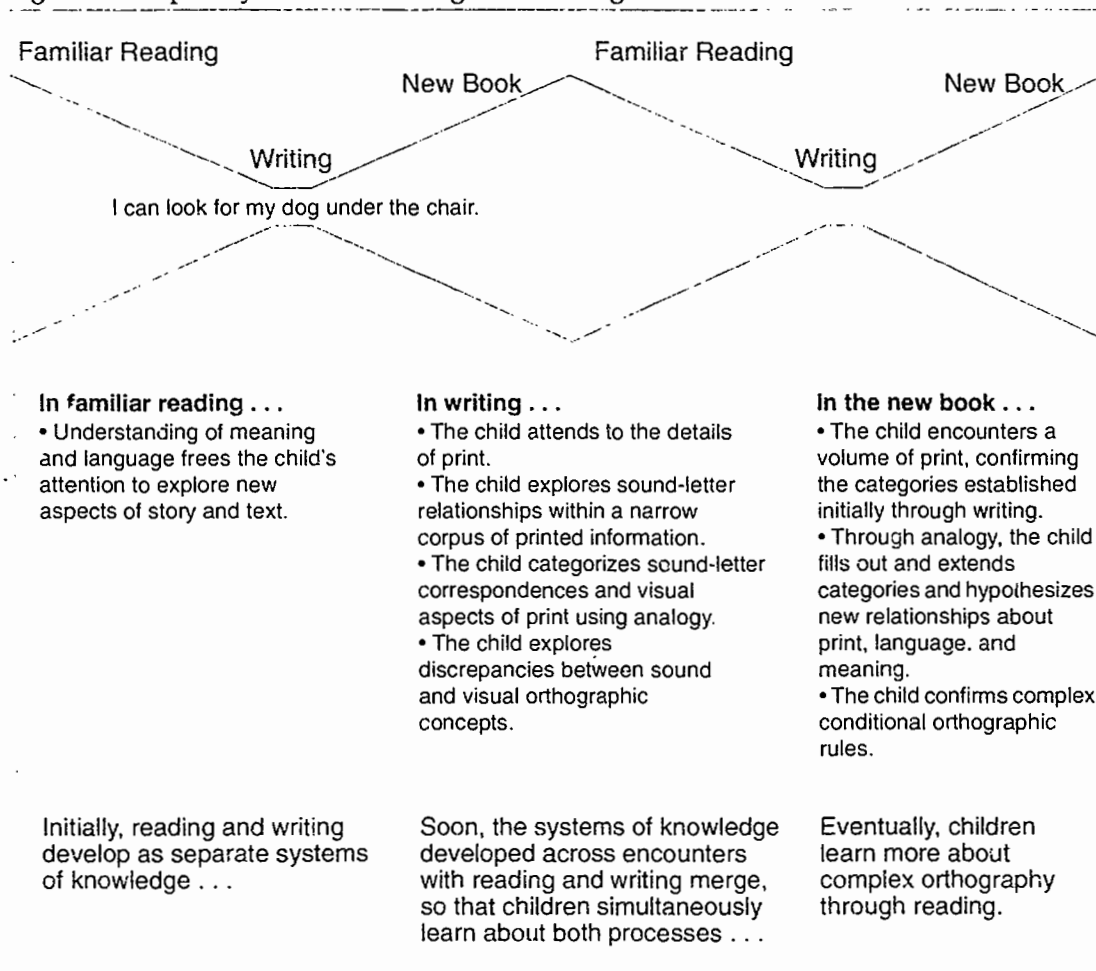 Familiar Reading
Familiar Reading
New Book
New Book
Writing
Writing
I can look for my dog under the chair.
In familiar reading . . .
• Understanding of meaning
and language frees the child's
attention to explore new
aspects of story and text.
In writing . . .
• The child attends to the details
of print.
• The child explores sound-letter
relationships within a narrow
corpus of printed information.
• The child categorizes sound-letter
correspondences and visual
aspects of print using analogy.
• The child explores
discrepancies between sound
and visual orthographic
concepts.
In the new book . . .
• The child encounters a
volume of print, confirming
the categories established
initially through writing.
• Through analogy, the child
fills out and extends
categories and hypothesizes
new relationships about
print, language. and
meaning.
• The child confirms complex
conditional orthographic
rules.
Initially, reading and writing
develop as separate systems
of knowledge . . .
Soon, the systems of knowledge
developed across encounters
with reading and writing merge,
so that children simultaneously
learn about both processes . . .
Eventually, children
learn more about
complex orthography
through reading.